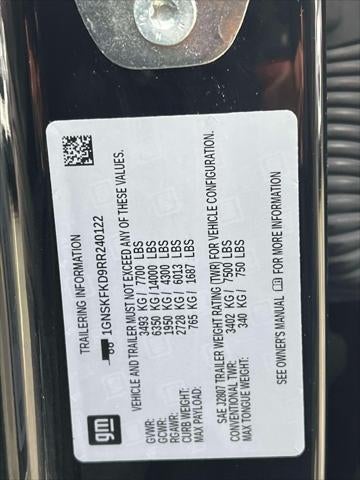 gm
TRAILERING INFORMATION
1GNSKFKD9RR240122
VEHICLE AND TRAILER MUST NOT EXCEED ANY OF THESE VALUES.
GVWR: 3493 KG / 7700 LBS
GCWR: 6350 KG / 14000 LBS
RGAWR: 1950 KG / 4300 LBS
CURB WEIGHT: 2728 KG / 6013 LBS
MAX PAYLOAD: 765 KG / 1687 LBS
SAE J2807 TRAILER WEIGHT RATING (TWR) FOR VEHICLE CONFIGURATION.
CONVENTIONAL TWR: 3402 KG / 7500 LBS
MAX TONGUE WEIGHT: 340 KG / 750 LBS
SEE OWNER'S MANUAL FOR MORE INFORMATION